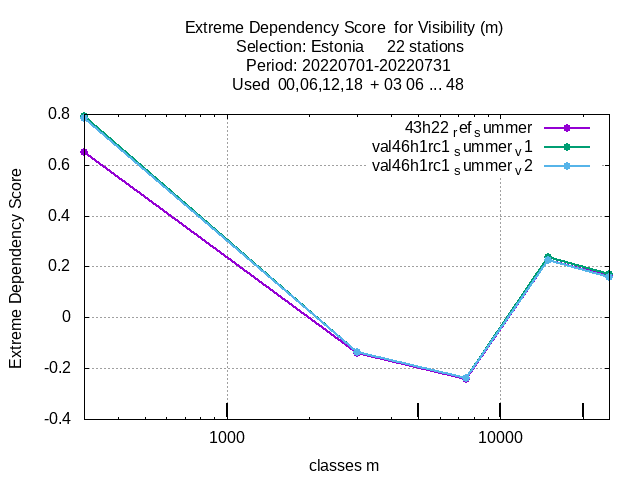 Extreme Dependency Score for Visibility (m)
Selection: Estonia 22 stations
Period: 20220701-20220731
Used 00,06,12,18 + 03 06 ... 48
43h22 ref summer
val46h1rc1 summer v1
val46h1rc1 summer v2
Extreme Dependency Score
0.8
0.6
0.4
0.2
0
-0.2
-0.4
1000
10000
classes m